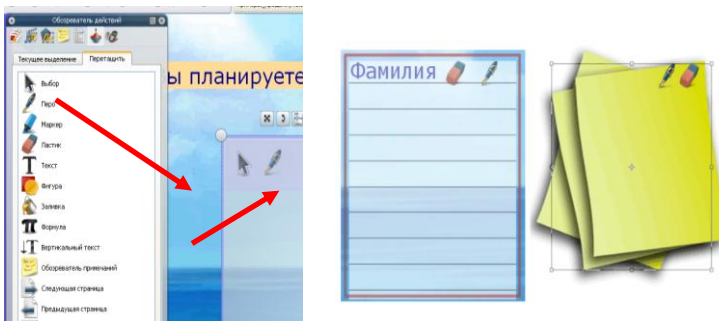 Обозреватель действий
Текущее выделение Перетащить
Выбор
Перо
Маркер
Ластик
Текст
Фигура
Заливка
Формула
Вертикальный текст
Обозреватель примечаний
Следующая страница
Предыдущая страница
ы планируете
Фамилия